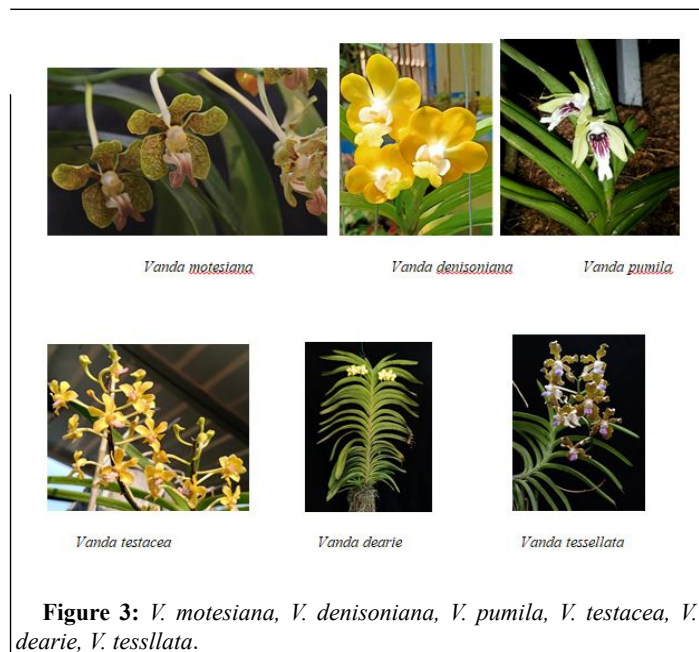 Vanda motesiana Vanda denisoniana Vanda pumila
Vanda testacea Vanda dearie Vanda tessellata
Figure 3: V. motesiana, V. denisoniana, V. pumila, V. testacea, V.
dearie, V. tessllata.